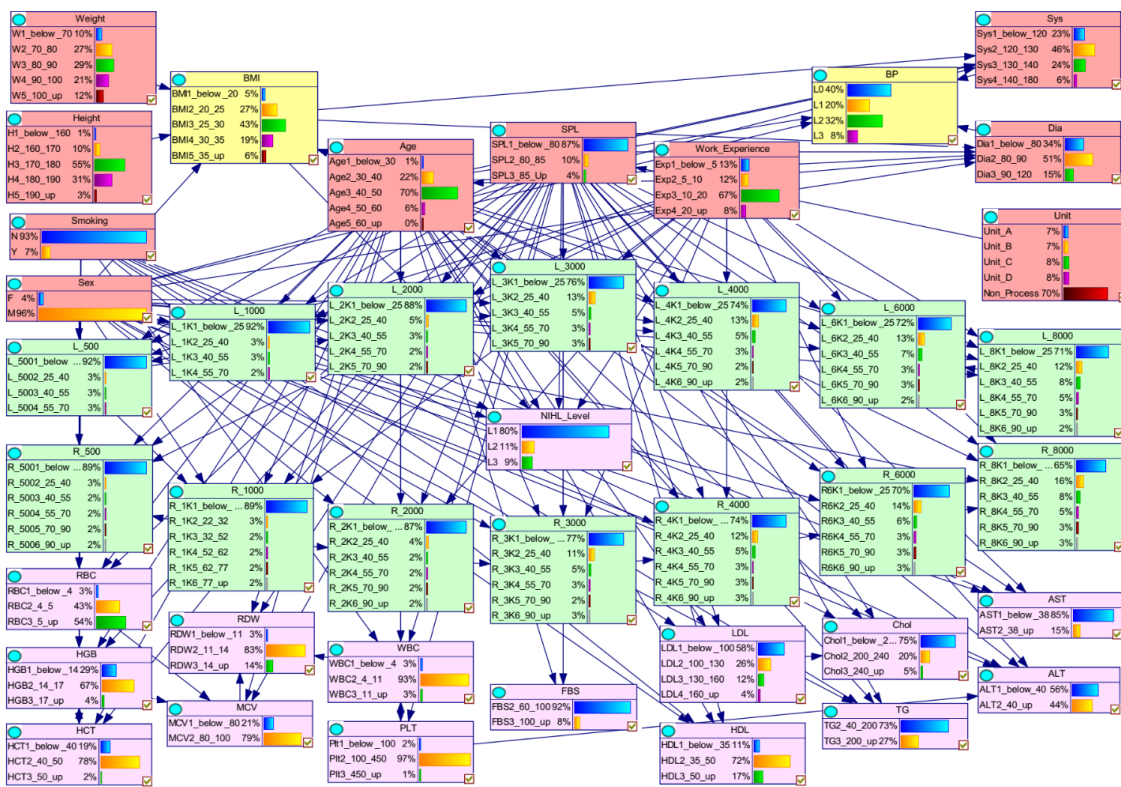 Weight
W1_below_70 10%
W2_70_80 27%
W3_80_90 29%
W4_90_100 21%
W5_100_up 12%
Height
H1_below_160 1%
H2_160_170 10%
H3_170_180 55%
H4_180_190 31%
H5_190_up 3%
Smoking
N 93%
Y 7%
Sex
F 4%
M 96%
BMI
BMI1_below_20 5%
BMI2_20_25 27%
BMI3_25_30 43%
BMI4_30_35 19%
BMI5_35_up 6%
Age
Age1_below_30 1%
Age2_30_40 22%
Age3_40_50 70%
Age4_50_60 6%
Age5_60_up 0%
SPL
SPL1_below_80 87%
SPL2_80_85 10%
SPL3_85_Up 4%
Work_Experience
Exp1_below_5 13%
Exp2_5_10 12%
Exp3_10_20 67%
Exp4_20_up 8%
BP
L0 40%
L1 20%
L2 32%
L3 8%
Sys
Sys1_below_120 23%
Sys2_120_130 46%
Sys3_130_140 24%
Sys4_140_180 6%
Dia
Dia1_below_80 34%
Dia2_80_90 51%
Dia3_90_120 15%
Unit
Unit_A 7%
Unit_B 7%
Unit_C 8%
Unit_D 8%
Non_Process 70%
L_500
L_5001_below_ ...92%
L_5002_25_40 3%
L_5003_40_55 3%
L_5004_55_70 3%
L_1000
L_1K1_below_25 92%
L_1K2_25_40 3%
L_1K3_40_55 3%
L_1K4_55_70 2%
L_2000
L_2K1_below_25 88%
L_2K2_25_40 5%
L_2K3_40_55 3%
L_2K4_55_70 2%
L_2K5_70_90 2%
L_3000
L_3K1_below_25 76%
L_3K2_25_40 13%
L_3K3_40_55 5%
L_3K4_55_70 3%
L_3K5_70_90 3%
L_4000
L_4K1_below_25 74%
L_4K2_25_40 13%
L_4K3_40_55 5%
L_4K4_55_70 3%
L_4K5_70_90 3%
L_4K6_90_up 2%
L_6000
L_6K1_below_25 72%
L_6K2_25_40 13%
L_6K3_40_55 7%
L_6K4_55_70 3%
L_6K5_70_90 3%
L_6K6_90_up 2%
L_8000
L_8K1_below_25 71%
L_8K2_25_40 12%
L_8K3_40_55 8%
L_8K4_55_70 5%
L_8K5_70_90 3%
L_8K6_90_up 2%
NIHL_Level
L1 80%
L2 11%
L3 9%
R_500
R_5001_below_ ...89%
R_5002_25_40 3%
R_5003_40_55 2%
R_5004_55_70 2%
R_5005_70_90 2%
R_5006_90_up 2%
R_1000
R_1K1_below_ ...89%
R_1K2_22_32 3%
R_1K3_32_52 2%
R_1K4_52_62 2%
R_1K5_62_77 2%
R_1K6_77_up 2%
R_2000
R_2K1_below_ ...87%
R_2K2_25_40 4%
R_2K3_40_55 2%
R_2K4_55_70 2%
R_2K5_70_90 2%
R_2K6_90_up 2%
R_3000
R_3K1_below_ ...77%
R_3K2_25_40 11%
R_3K3_40_55 5%
R_3K4_55_70 3%
R_3K5_70_90 2%
R_3K6_90_up 3%
R_4000
R_4K1_below_ ...74%
R_4K2_25_40 12%
R_4K3_40_55 5%
R_4K4_55_70 3%
R_4K5_70_90 3%
R_4K6_90_up 3%
R_6000
R6K1_below_25 70%
R6K2_25_40 14%
R6K3_40_55 6%
R6K4_55_70 3%
R6K5_70_90 3%
R6K6_90_up 3%
R_8000
R_8K1_below_ ...65%
R_8K2_25_40 16%
R_8K3_40_55 8%
R_8K4_55_70 5%
R_8K5_70_90 3%
R_8K6_90_up 3%
RBC
RBC1_below_4 3%
RBC2_4_5 43%
RBC3_5_up 54%
HGB
HGB1_below_14 29%
HGB2_14_17 67%
HGB3_17_up 4%
HCT
HCT1_below_40 19%
HCT2_40_50 78%
HCT3_50_up 2%
RDW
RDW1_below_11 3%
RDW2_11_14 83%
RDW3_14_up 14%
MCV
MCV1_below_80 21%
MCV2_80_100 79%
WBC
WBC1_below_4 3%
WBC2_4_11 93%
WBC3_11_up 3%
PLT
Plt1_below_100 2%
Plt2_100_450 97%
Plt3_450_up 1%
FBS
FBS2_60_100 92%
FBS3_100_up 8%
LDL
LDL1_below_100 58%
LDL2_100_130 26%
LDL3_130_160 12%
LDL4_160_up 4%
HDL
HDL1_below_35 11%
HDL2_35_50 72%
HDL3_50_up 17%
Chol
Chol1_below_2...75%
Chol2_200_240 20%
Chol3_240_up 5%
TG
TG2_40_200 73%
TG3_200_up 27%
AST
AST1_below_38 85%
AST2_38_up 15%
ALT
ALT1_below_40 56%
ALT2_40_up 44%